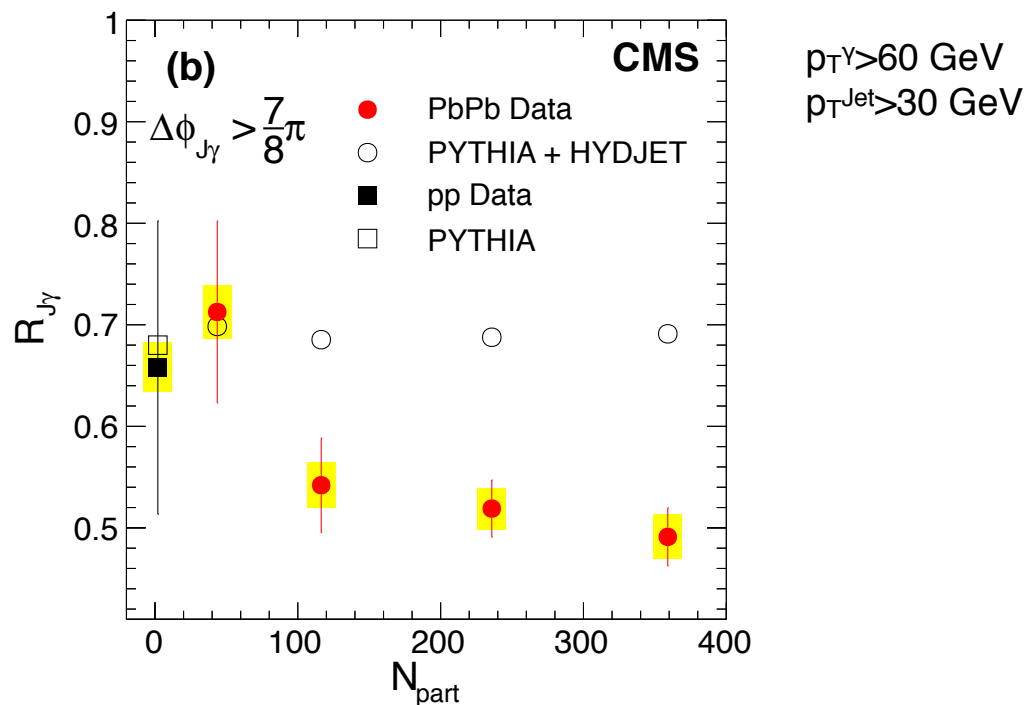 (b)
CMS
Δϕ_Jγ > 7/8 π
PbPb Data
PYTHIA + HYDJET
pp Data
PYTHIA
p_T^γ>60 GeV
p_T^Jet>30 GeV
R_Jγ
1
0.9
0.8
0.7
0.6
0.5
0 100 200 300 400
N_part